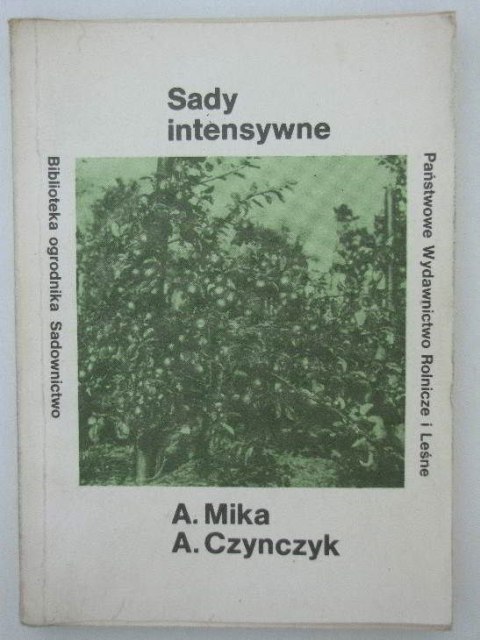 Sady
intensywne
Biblioteka ogrodnika Sadownictwo
Państwowe Wydawnictwo Rolnicze i Leśne
A. Mika
A. Czynczyk